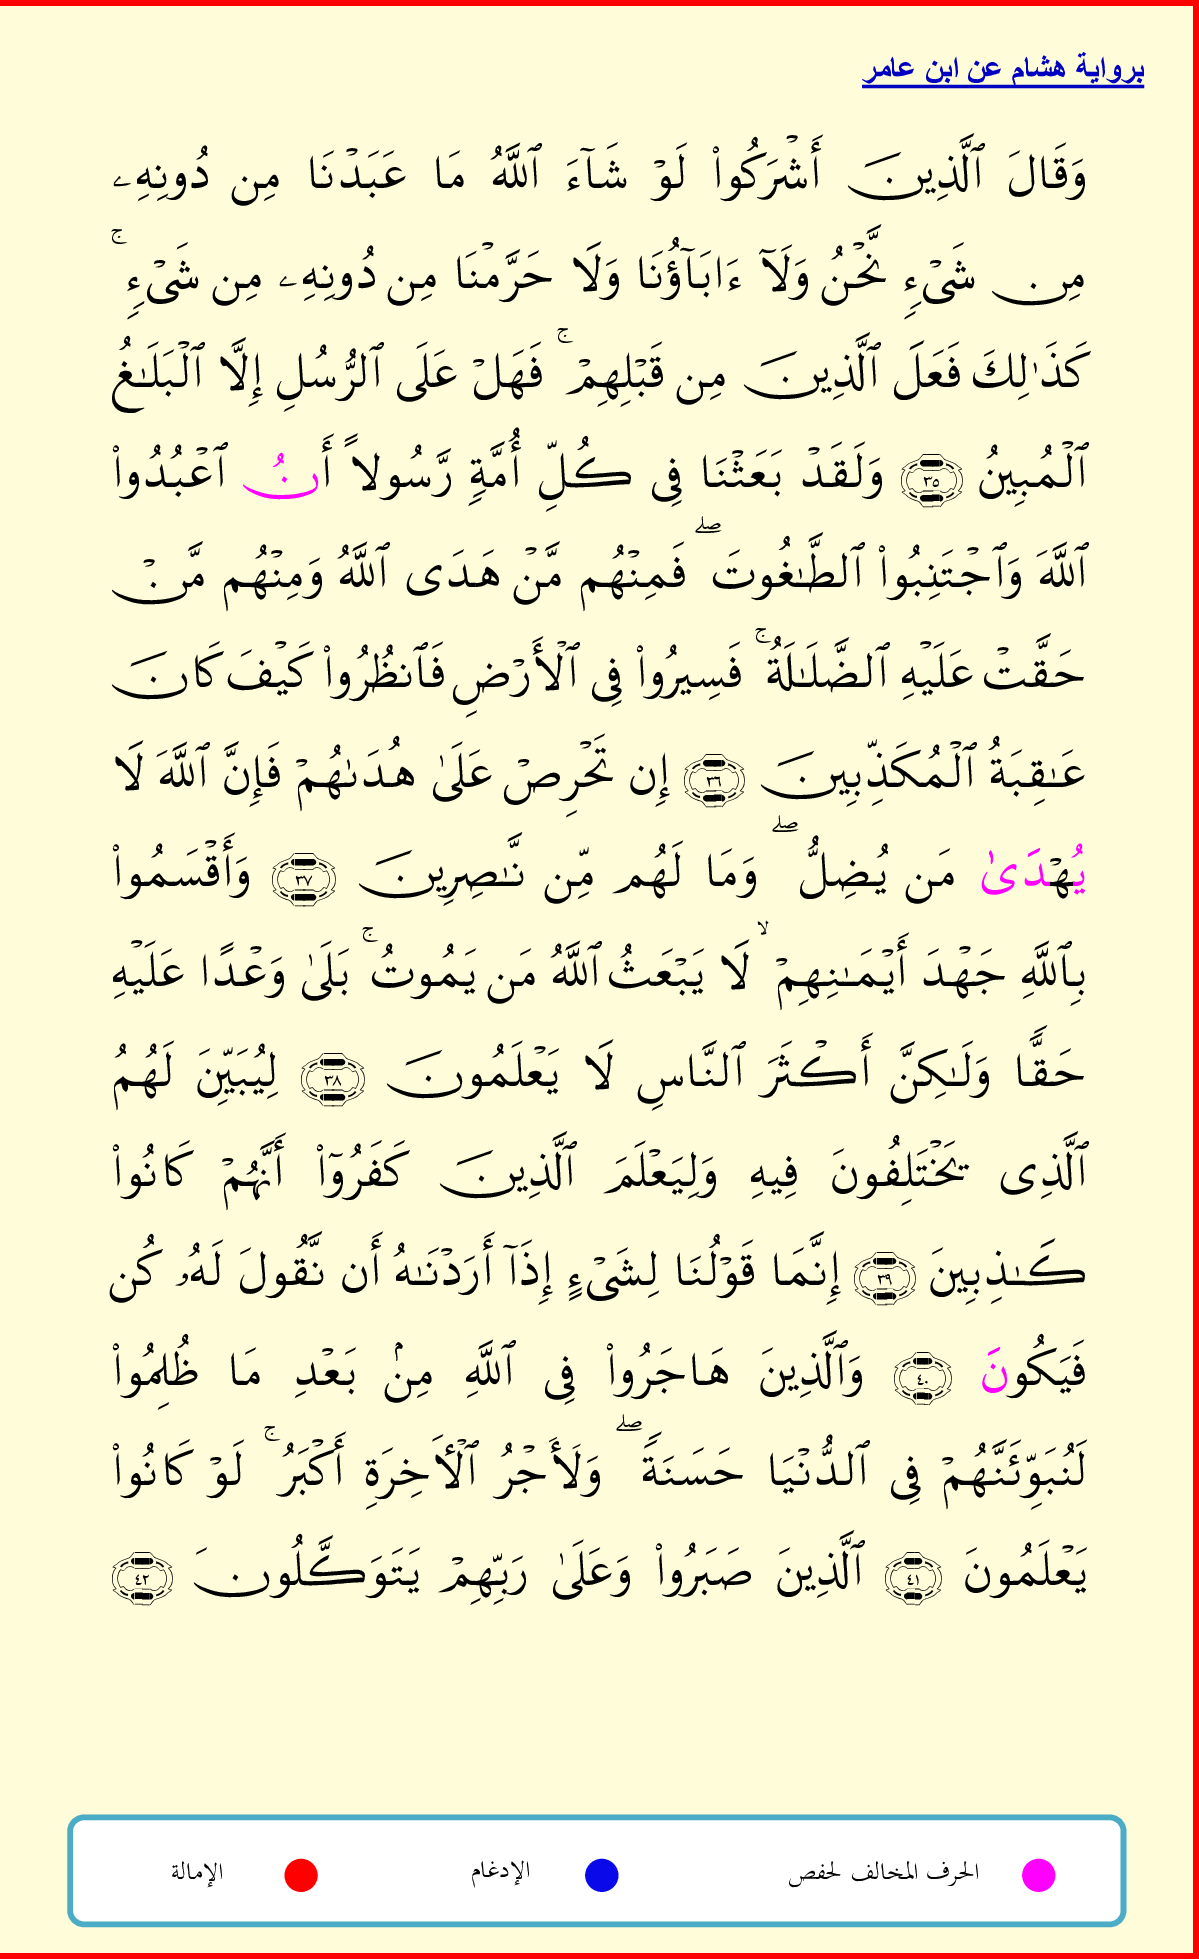 برواية هشام عن ابن عامر
وَقَالَ ٱلَّذِينَ أَشۡرَكُواْ لَوۡ شَآءَ ٱللَّهُ مَا عَبَدۡنَا مِن دُونِهِۦ
مِن شَيۡءٖ نَّحۡنُ وَلَآ ءَابَآؤُنَا وَلَا حَرَّمۡنَا مِن دُونِهِۦ مِن شَيۡءٖۚ
كَذَٰلِكَ فَعَلَ ٱلَّذِينَ مِن قَبۡلِهِمۡۚ فَهَلۡ عَلَى ٱلرُّسُلِ إِلَّا ٱلۡبَلَٰغُ
ٱلۡمُبِينُ ٣٥ وَلَقَدۡ بَعَثۡنَا فِي كُلِّ أُمَّةٖ رَّسُولاً أَنُ ٱعۡبُدُواْ
ٱللَّهَ وَٱجۡتَنِبُواْ ٱلطَّٰغُوتَۖ فَمِنۡهُم مَّنۡ هَدَى ٱللَّهُ وَمِنۡهُم مَّنۡ
حَقَّتۡ عَلَيۡهِ ٱلضَّلَٰلَةُۚ فَسِيرُواْ فِي ٱلۡأَرۡضِ فَٱنظُرُواْ كَيۡفَ كَانَ
عَٰقِبَةُ ٱلۡمُكَذِّبِينَ ٣٦ إِن تَحۡرِصۡ عَلَىٰ هُدَىٰهُمۡ فَإِنَّ ٱللَّهَ لَا
يُهۡدَىٰ مَن يُضِلُّۖ وَمَا لَهُم مِّن نَّٰصِرِينَ ٣٧ وَأَقۡسَمُواْ
بِٱللَّهِ جَهۡدَ أَيۡمَٰنِهِمۡۙ لَا يَبۡعَثُ ٱللَّهُ مَن يَمُوتُۚ بَلَىٰ وَعۡدًا عَلَيۡهِ
حَقّٗا وَلَٰكِنَّ أَكۡثَرَ ٱلنَّاسِ لَا يَعۡلَمُونَ ٣٨ لِيُبَيِّنَ لَهُمُ
ٱلَّذِي يَخۡتَلِفُونَ فِيهِ وَلِيَعۡلَمَ ٱلَّذِينَ كَفَرُوٓاْ أَنَّهُمۡ كَانُواْ
كَٰذِبِينَ ٣٩ إِنَّمَا قَوۡلُنَا لِشَيۡءٍ إِذَآ أَرَدۡنَٰهُ أَن نَّقُولَ لَهُۥ كُن
فَيَكُونَ ٤٠ وَٱلَّذِينَ هَاجَرُواْ فِي ٱللَّهِ مِنۢ بَعۡدِ مَا ظُلِمُواْ
لَنُبَوِّئَنَّهُمۡ فِي ٱلدُّنۡيَا حَسَنَةٗۖ وَلَأَجۡرُ ٱلۡأٓخِرَةِ أَكۡبَرُۚ لَوۡ كَانُواْ
يَعۡلَمُونَ ٤١ ٱلَّذِينَ صَبَرُواْ وَعَلَىٰ رَبِّهِمۡ يَتَوَكَّلُونَ ٤٢
الحرف المخالف لحفص الإدغام الإمالة